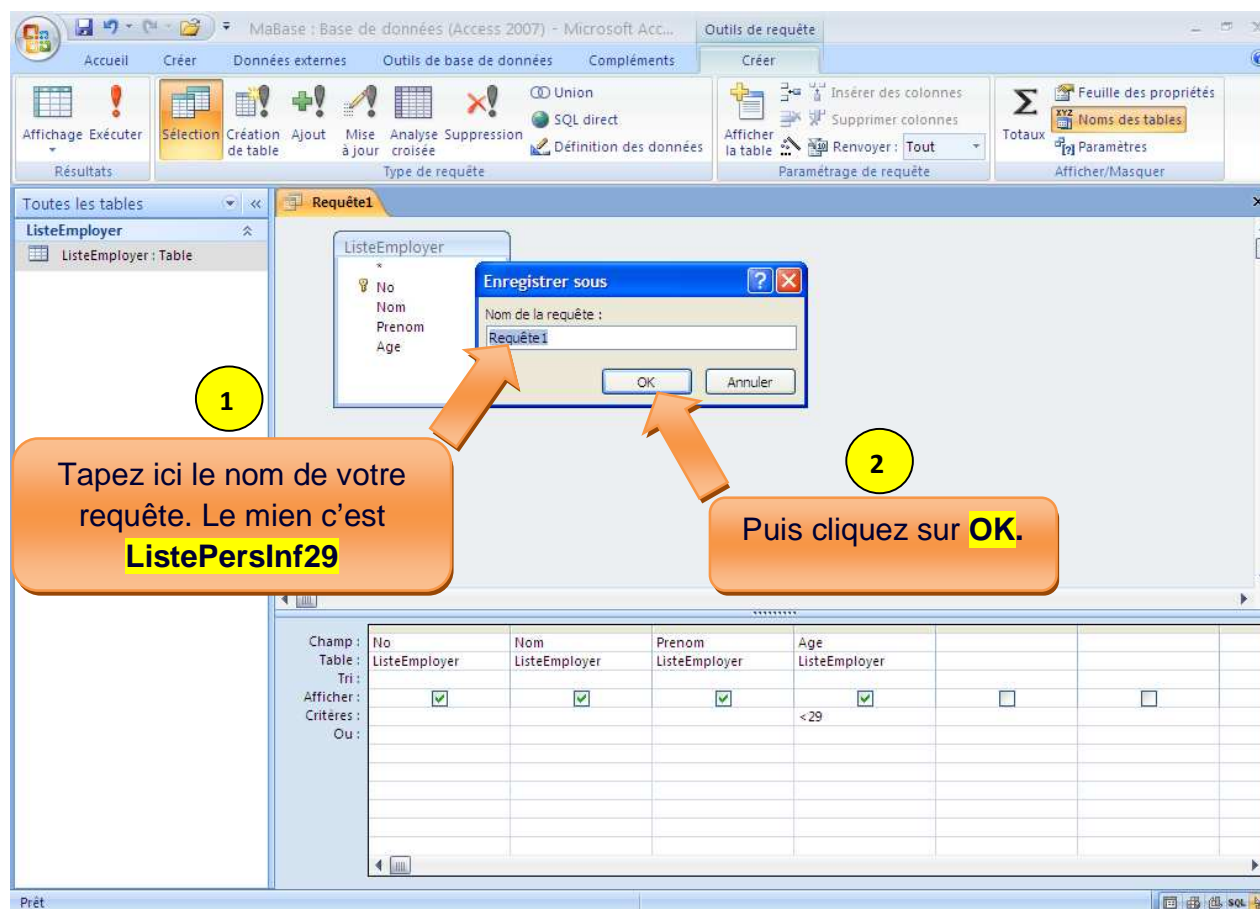 MaBase : Base de données (Access 2007) - Microsoft Acc...
Outils de requête
Accueil Créer Données externes Outils de base de données Compléments Créer
Affichage
Exécuter
Résultats
Sélection
Création de table
Ajout
Mise à jour
Analyse croisée
Suppression
Union
SQL direct
Définition des données
Type de requête
Afficher la table
Insérer des colonnes
Supprimer colonnes
Renvoyer : Tout
Paramétrage de requête
Σ
Totaux
Feuille des propriétés
XYZ
Noms des tables
[?] Paramètres
Afficher/Masquer
Toutes les tables
«
ListeEmployer
ListeEmployer : Table
Requête1
ListeEmployer
*
No
Nom
Prenom
Age
Enregistrer sous
?
Nom de la requête :
Requête1
OK Annuler
1
Tapez ici le nom de votre
requête. Le mien c’est
ListePersInf29
2
Puis cliquez sur OK.
Champ : No Nom Prenom Age
Table : ListeEmployer ListeEmployer ListeEmployer ListeEmployer
Tri :
Afficher :
Critères : <29
Ou :
Prêt
SQL